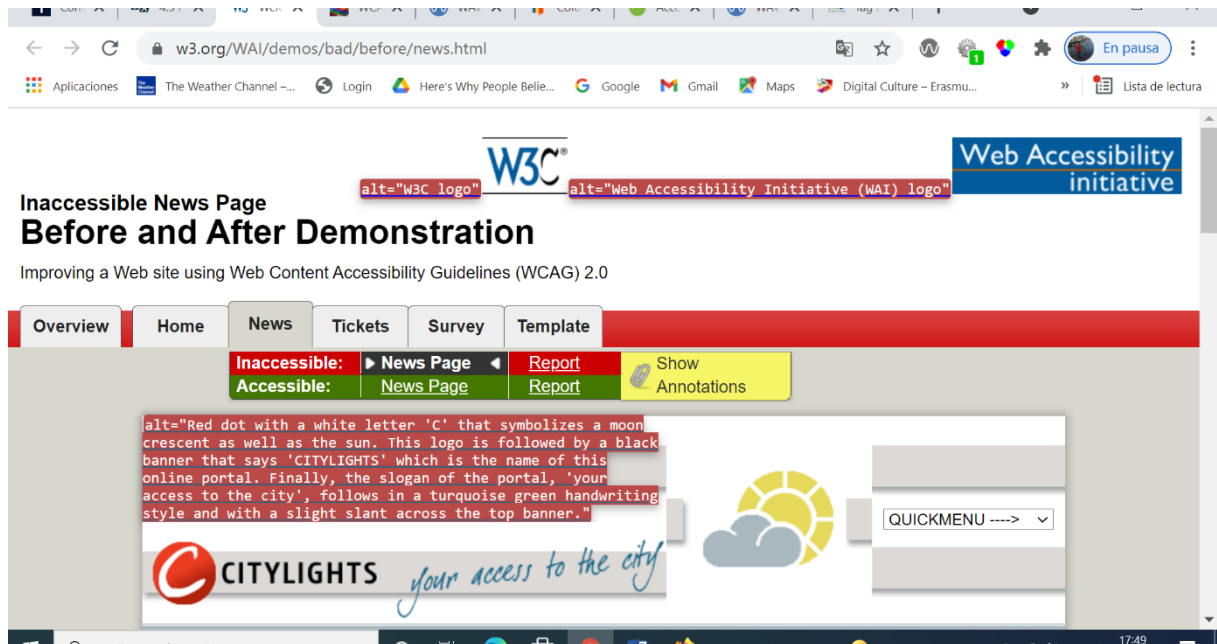 w3.org/WAI/demos/bad/before/news.html
En pausa
Aplicaciones The Weather Channel –... Login Here's Why People Belie... Google Gmail Maps Digital Culture – Erasmu... » Lista de lectura
W3C®
Web Accessibility
initiative
alt="W3C logo" alt="Web Accessibility Initiative (WAI) logo"
Inaccessible News Page
Before and After Demonstration
Improving a Web site using Web Content Accessibility Guidelines (WCAG) 2.0
Overview Home News Tickets Survey Template
Inaccessible: News Page Report
Accessible: News Page Report
Show
Annotations
alt="Red dot with a white letter 'C' that symbolizes a moon
crescent as well as the sun. This logo is followed by a black
banner that says 'CITYLIGHTS' which is the name of this
online portal. Finally, the slogan of the portal, 'your
access to the city', follows in a turquoise green handwriting
style and with a slight slant across the top banner."
QUICKMENU ---->
C CITYLIGHTS your access to the city
17:49